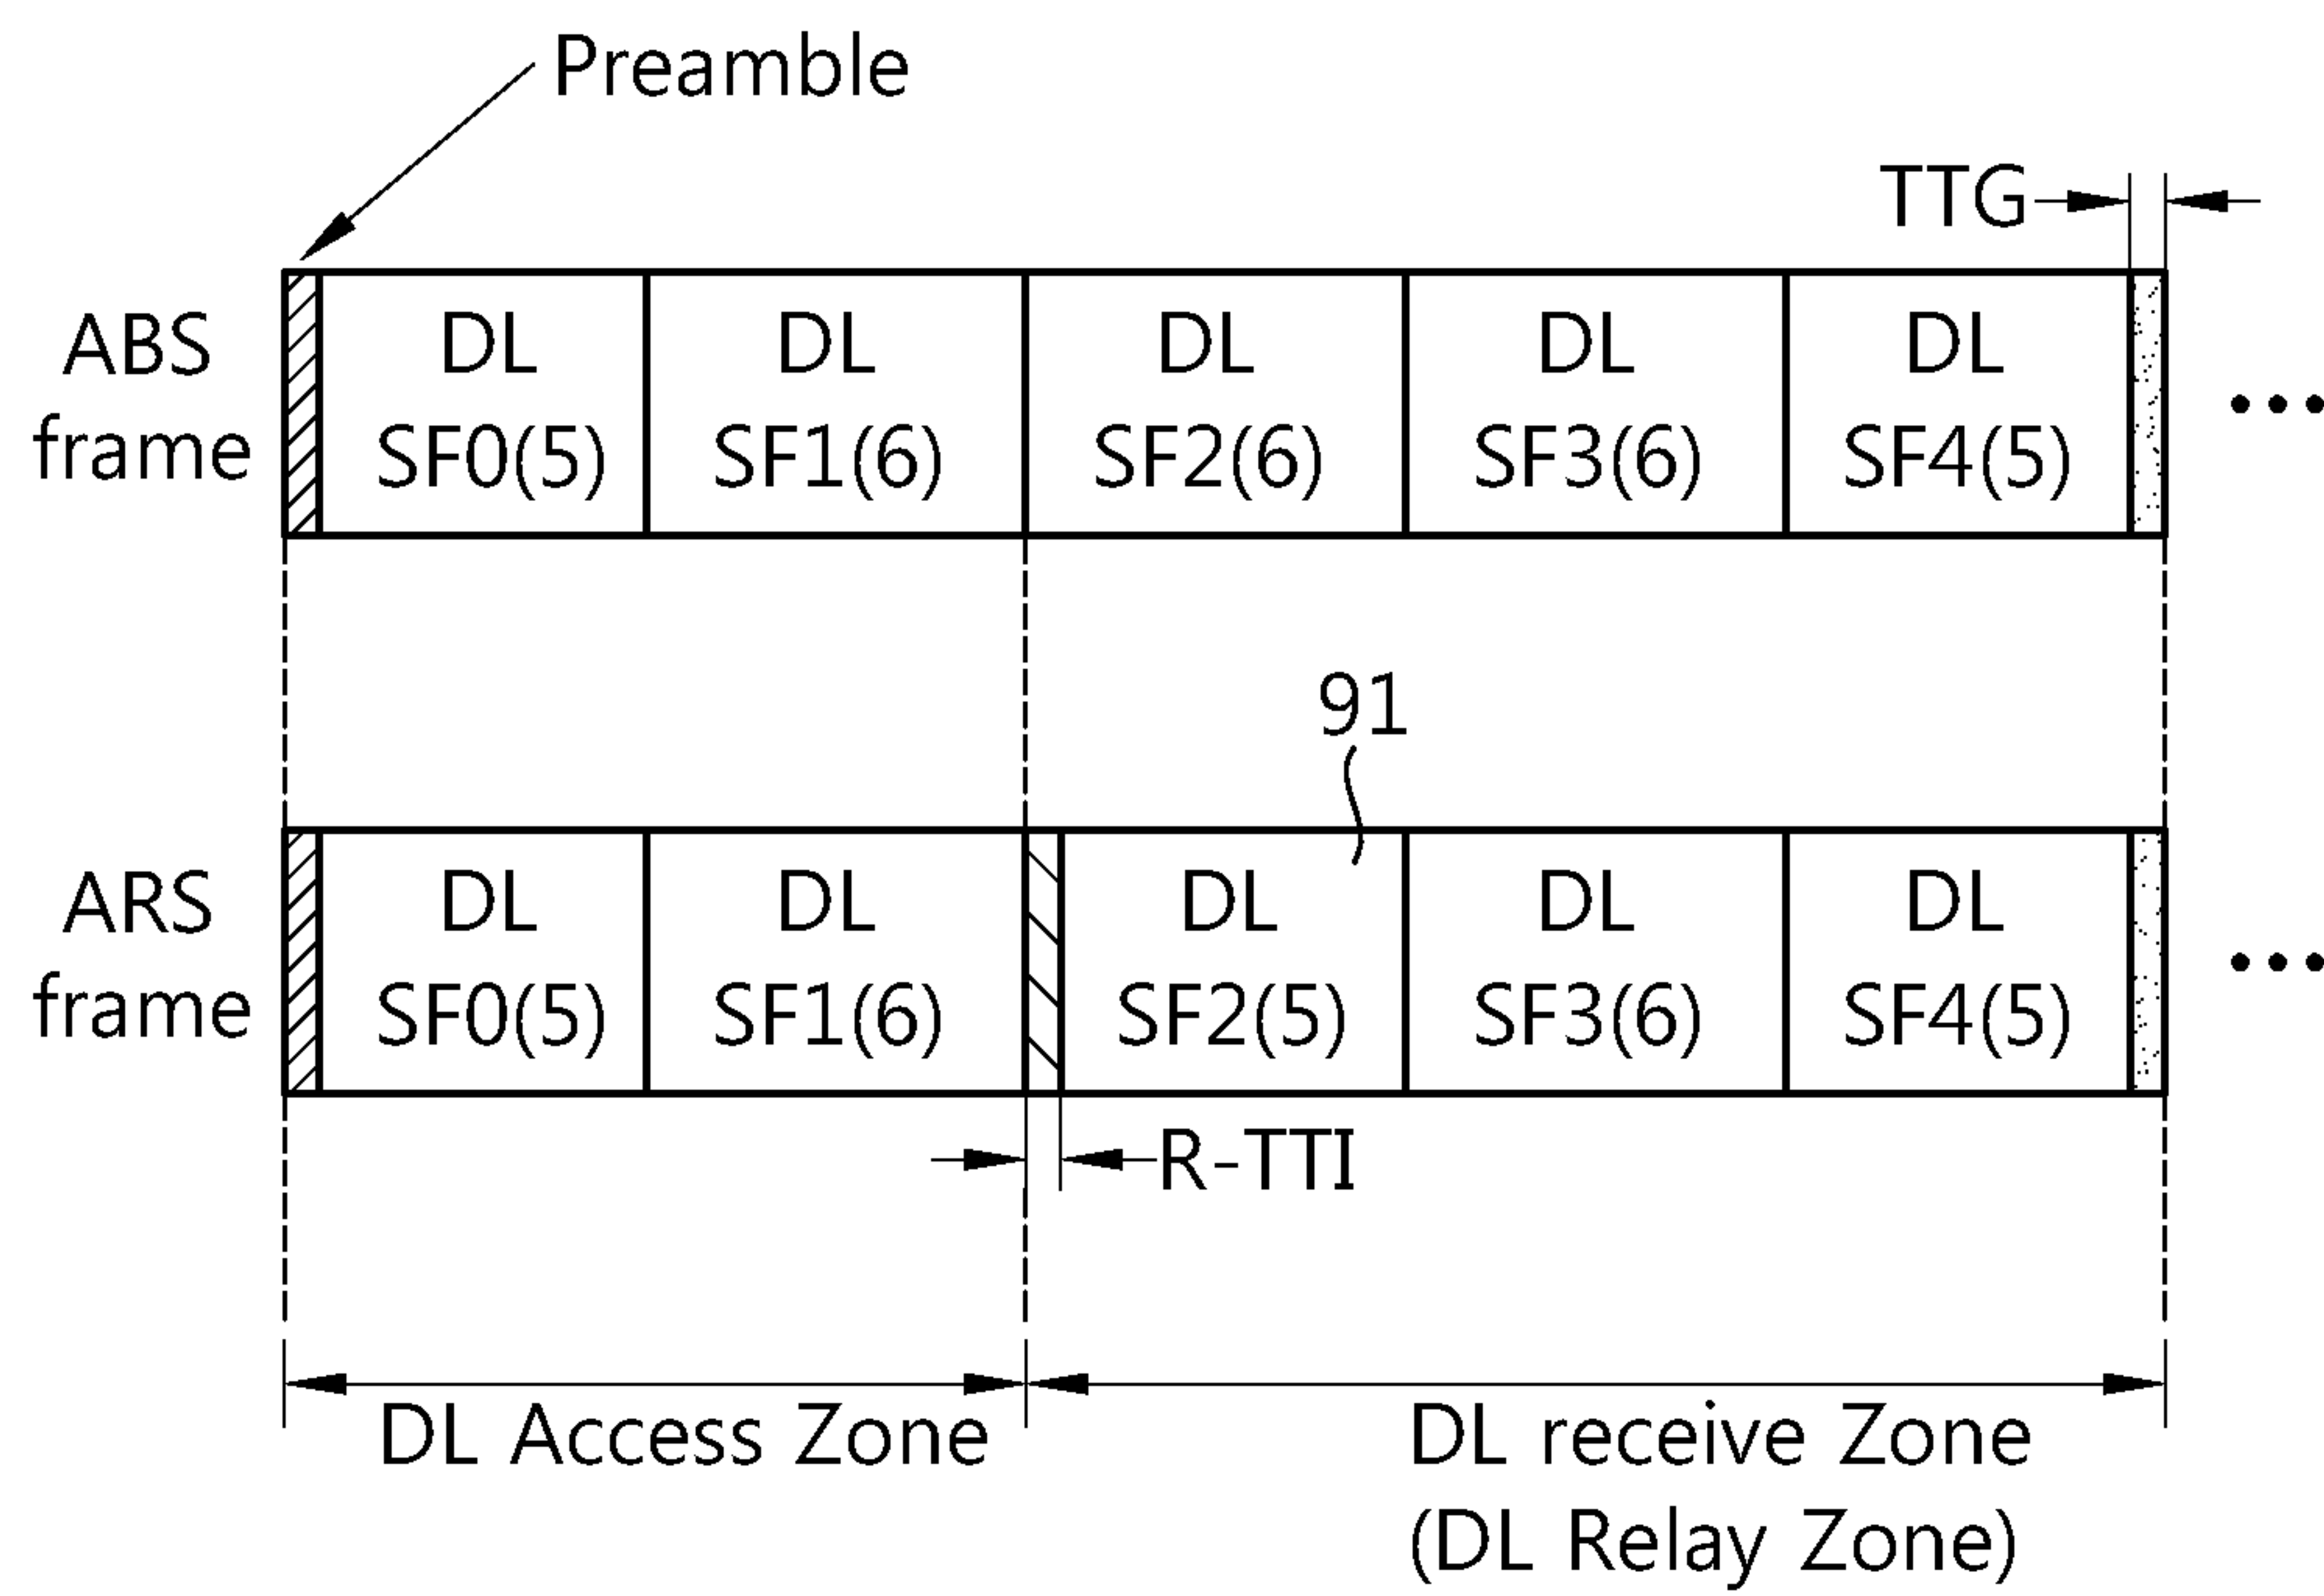 Preamble
TTG
ABS
frame
DL
SF0(5)
DL
SF1(6)
DL
SF2(6)
DL
SF3(6)
DL
SF4(5)
91
ARS
frame
DL
SF0(5)
DL
SF1(6)
DL
SF2(5)
DL
SF3(6)
DL
SF4(5)
R-TTI
DL Access Zone
DL receive Zone
(DL Relay Zone)